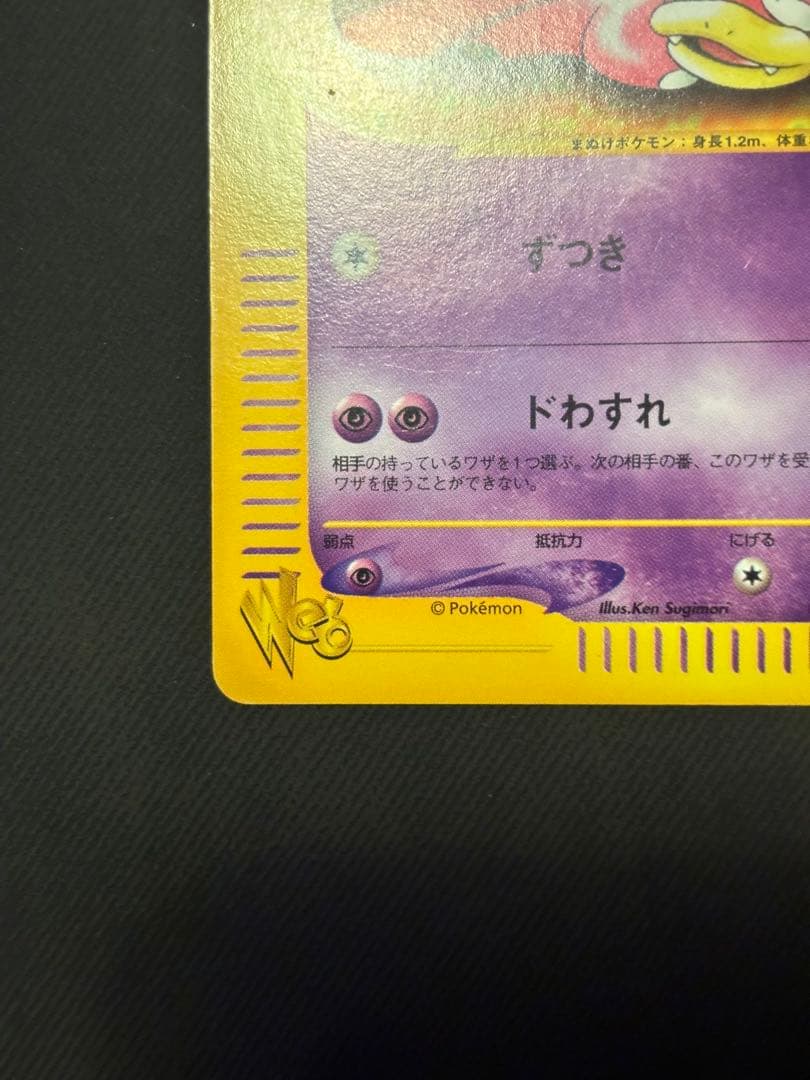 まぬけポケモン：身長1.2m、体重
ずつき
ドわすれ
相手の持っているワザを1つ選ぶ。次の相手の番、このワザを受
ワザを使うことができない。
弱点 抵抗力 にげる
Web
© Pokémon Illus.Ken Sugimori